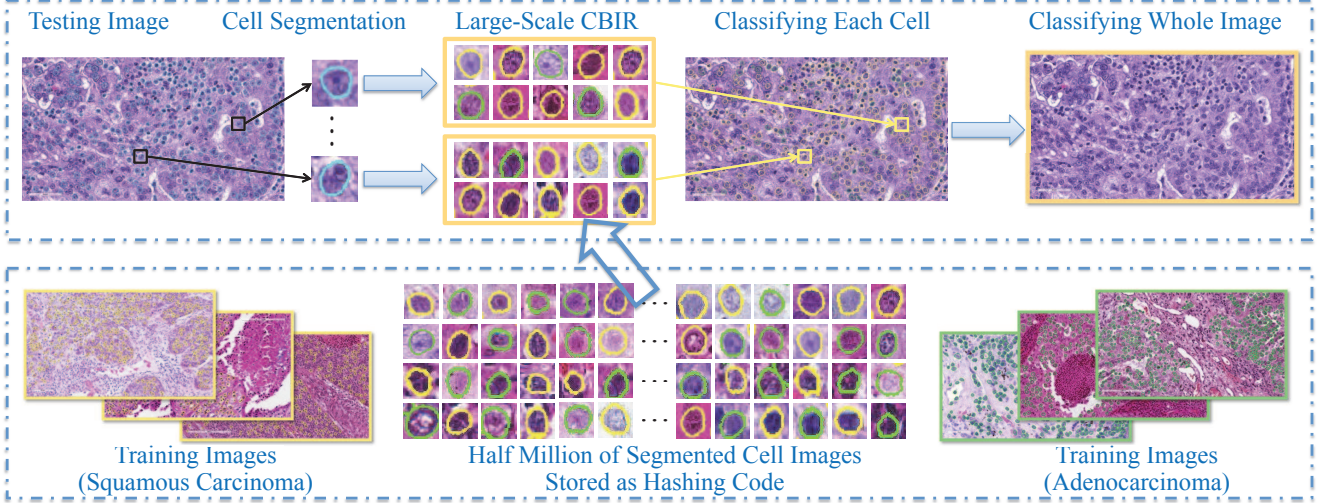 Testing Image
Cell Segmentation
Large-Scale CBIR
Classifying Each Cell
Classifying Whole Image
Training Images
(Squamous Carcinoma)
Half Million of Segmented Cell Images
Stored as Hashing Code
Training Images
(Adenocarcinoma)